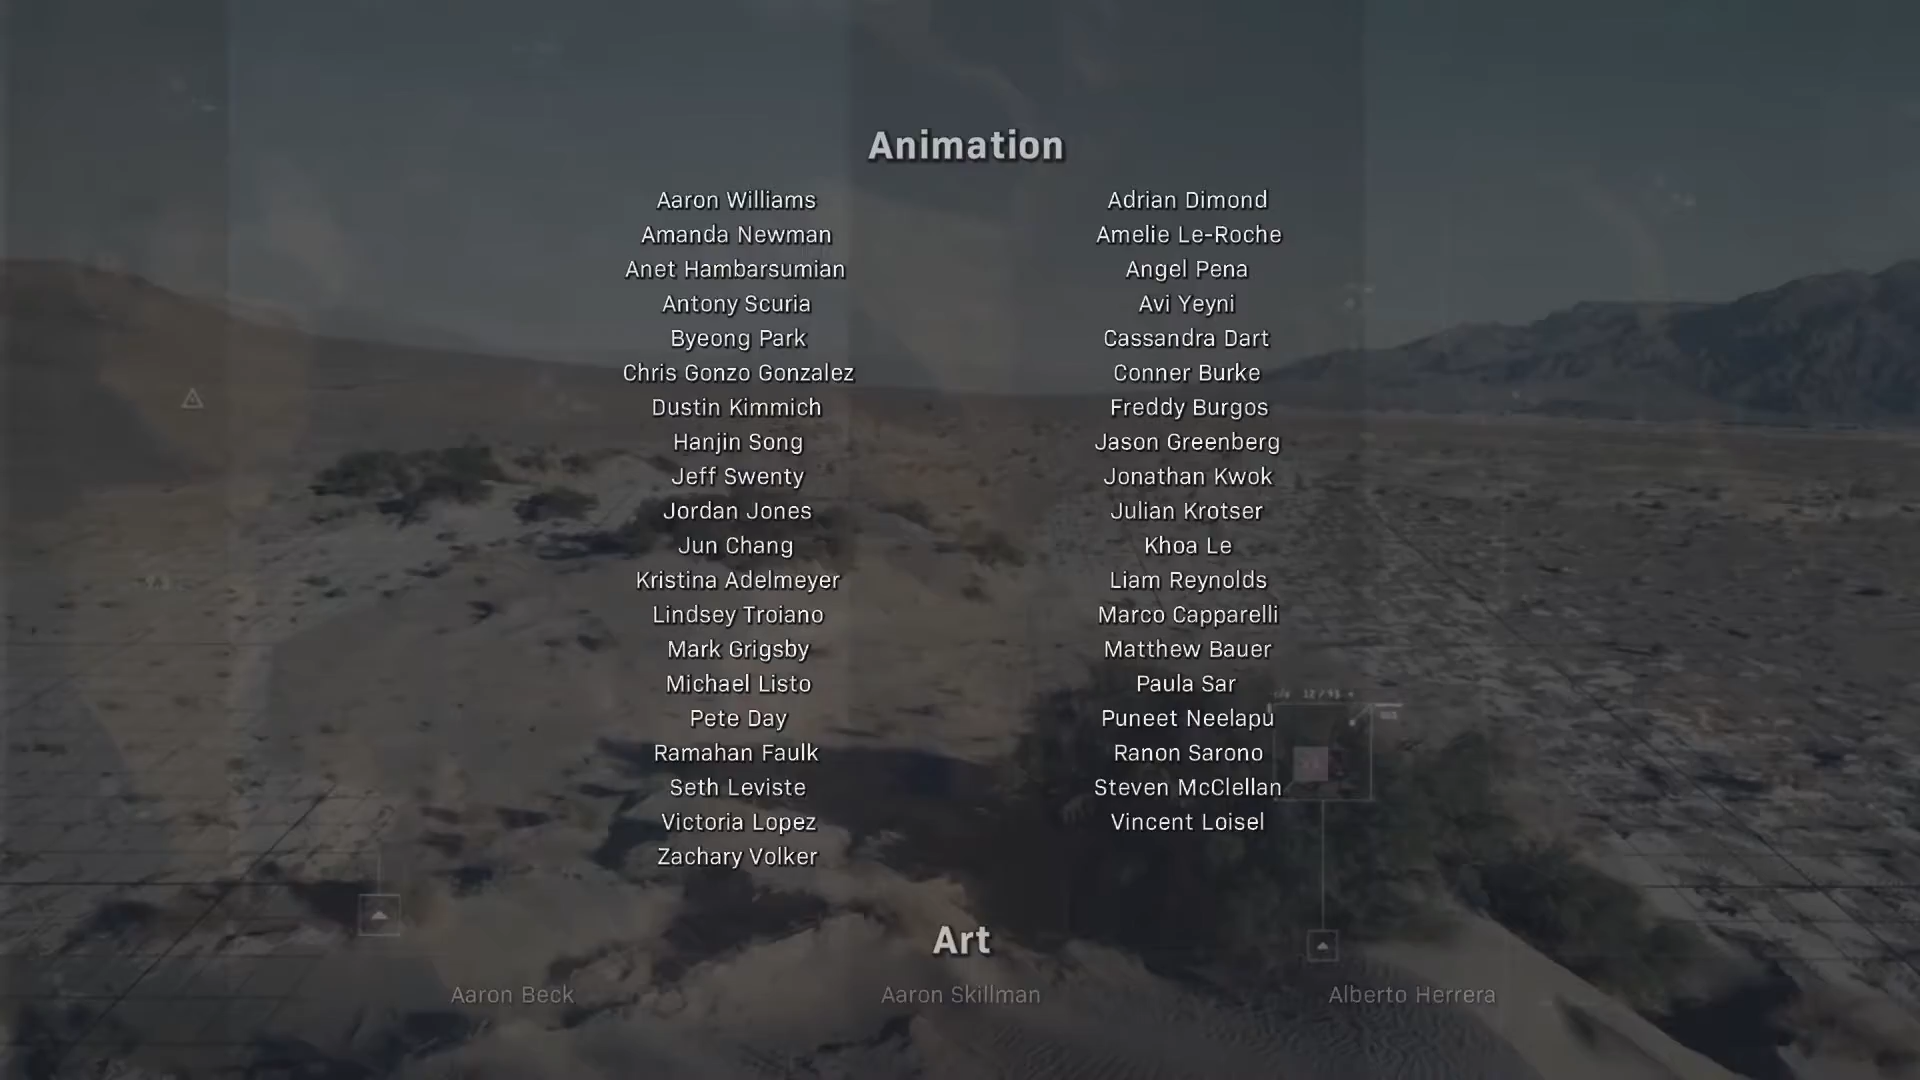 Animation
Aaron Williams Adrian Dimond
Amanda Newman Amelie Le-Roche
Anet Hambarsumian Angel Pena
Antony Scuria Avi Yeyni
Byeong Park Cassandra Dart
Chris Gonzo Gonzalez Conner Burke
Dustin Kimmich Freddy Burgos
Hanjin Song Jason Greenberg
Jeff Swenty Jonathan Kwok
Jordan Jones Julian Krotser
Jun Chang Khoa Le
Kristina Adelmeyer Liam Reynolds
Lindsey Troiano Marco Capparelli
Mark Grigsby Matthew Bauer
Michael Listo Paula Sar
Pete Day Puneet Neelapu
Ramahan Faulk Ranon Sarono
Seth Leviste Steven McClellan
Victoria Lopez Vincent Loisel
Zachary Volker
Art
Aaron Beck Aaron Skillman Alberto Herrera